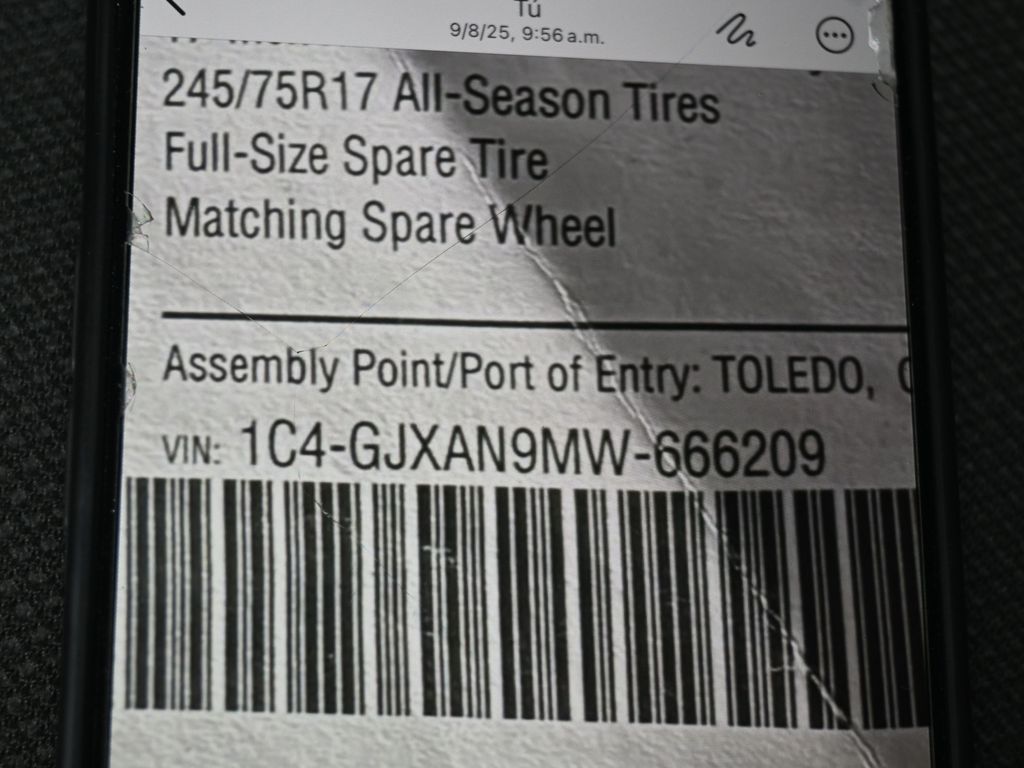 Tú
9/8/25, 9:56 a.m.
245/75R17 All-Season Tires
Full-Size Spare Tire
Matching Spare Wheel
Assembly Point/Port of Entry: TOLEDO,
VIN: 1C4-GJXAN9MW-666209